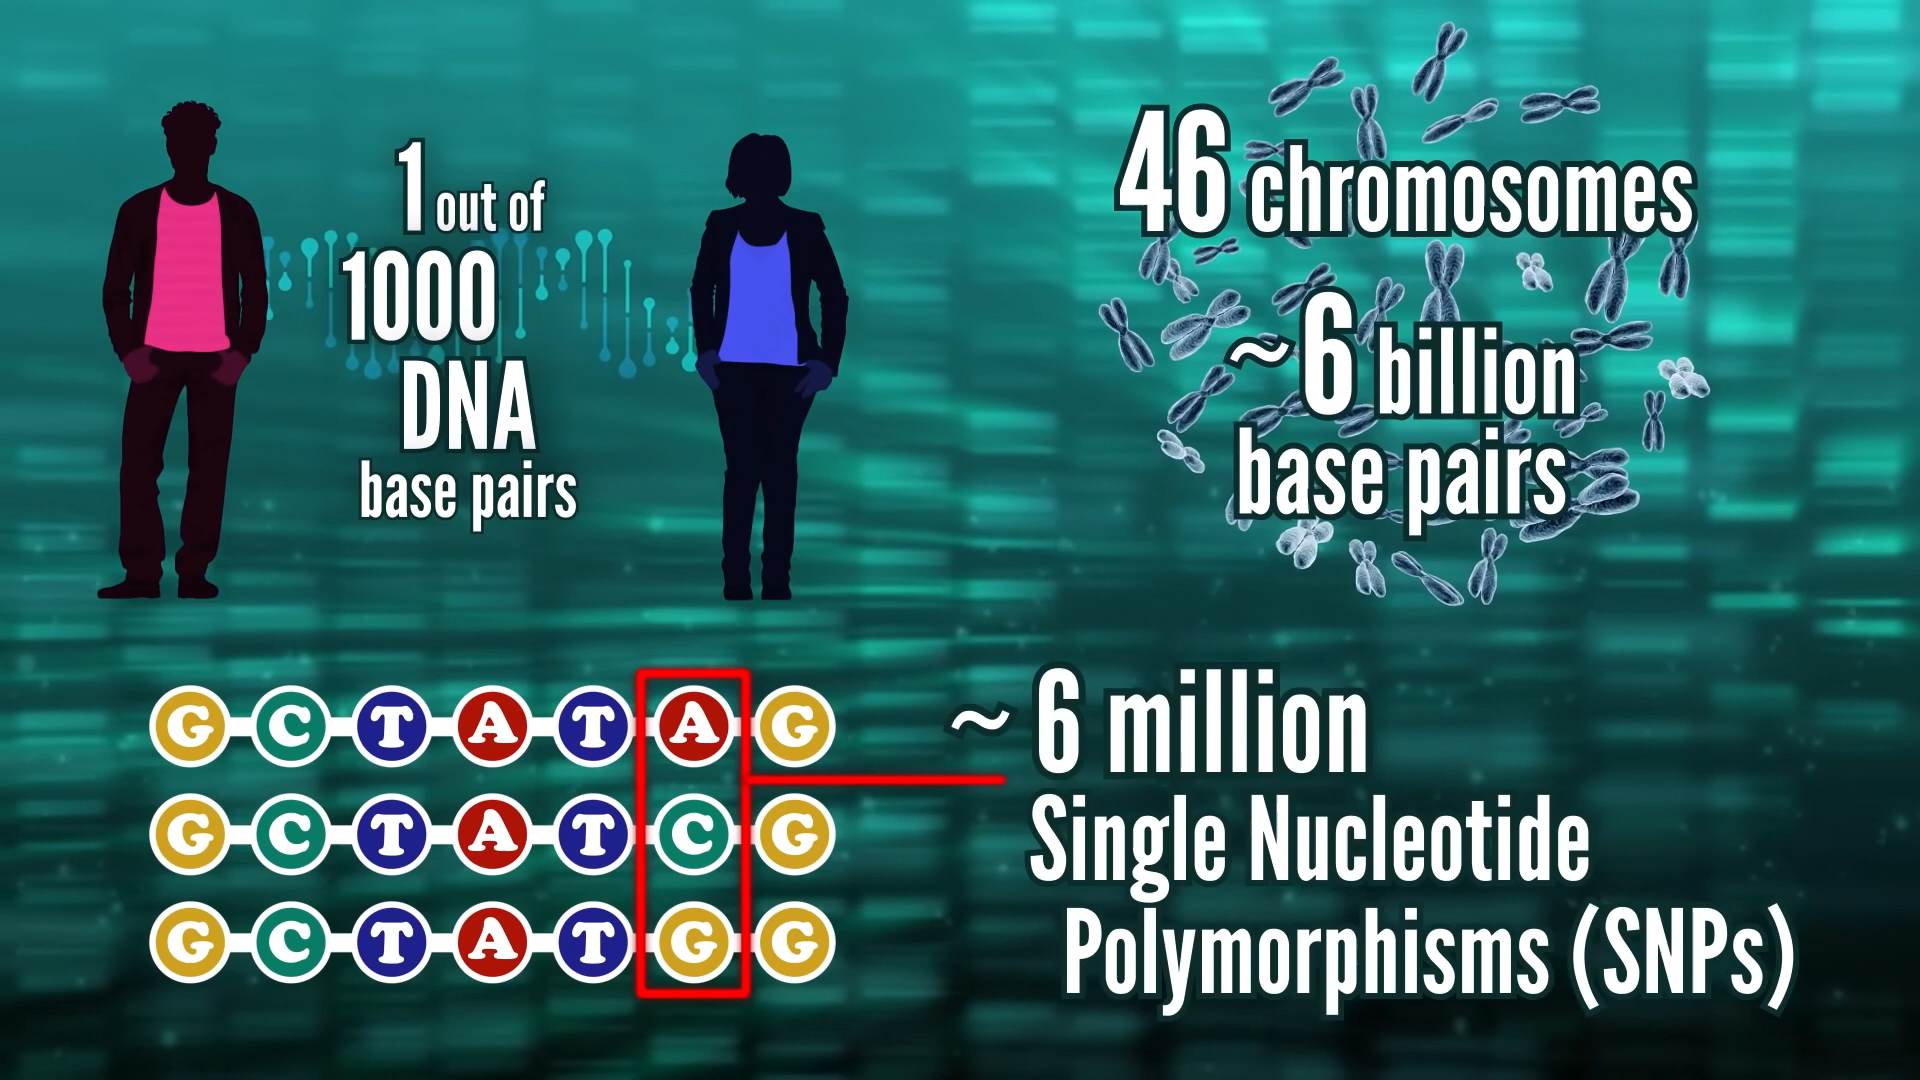 1 out of
1000
DNA
base pairs
46 chromosomes
~6 billion
base pairs
G C T A T A G
G C T A T C G
G C T A T G G
~ 6 million
Single Nucleotide
Polymorphisms (SNPs)